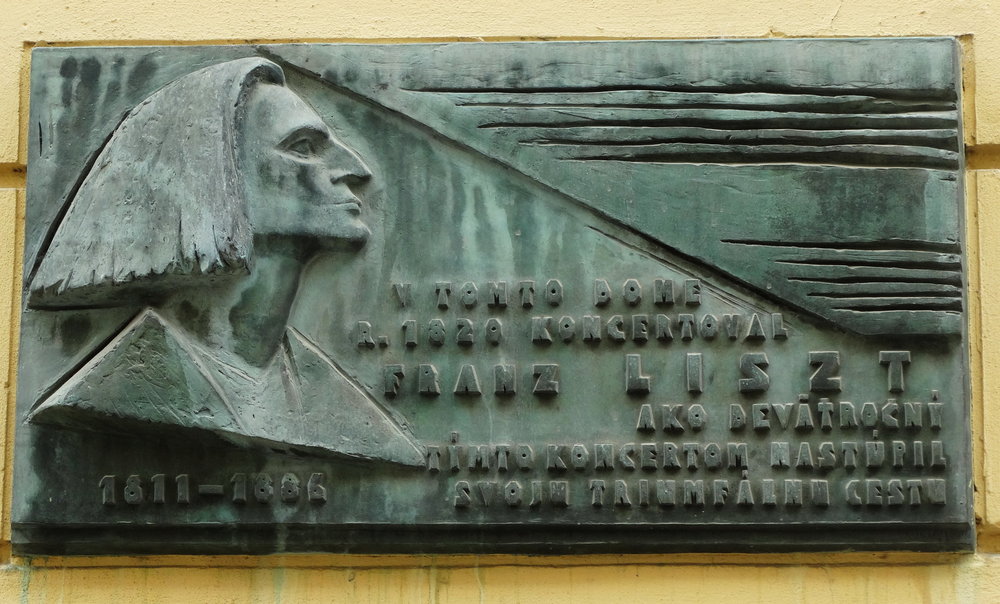 V TOMTO DOME
R. 1820 KONCERTOVAL
FRANZ LISZT
AKO DEVÄŤROČNÝ
TÝMTO KONCERTOM NASTÚPIL
SVOJU TRIUMFÁLNU CESTU
1811–1886